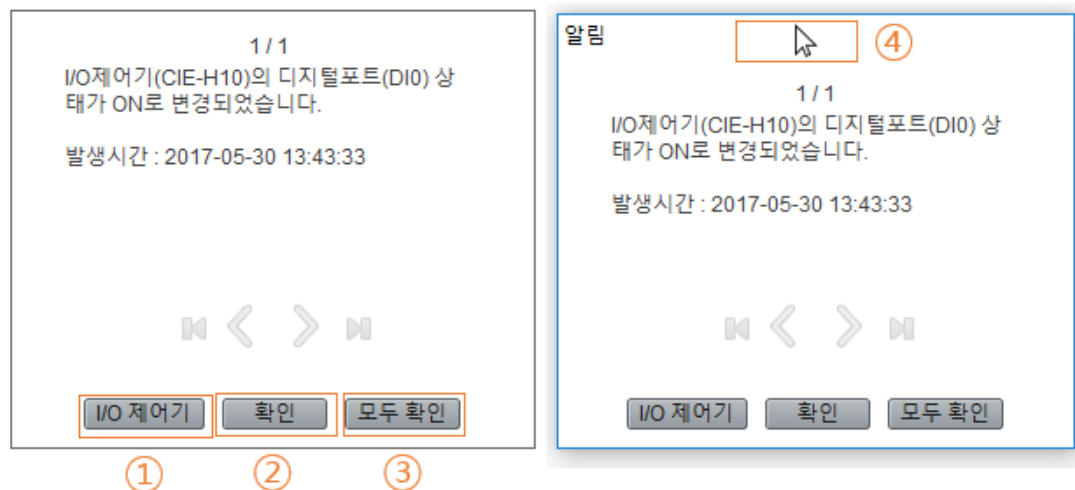 1 / 1
I/O제어기(CIE-H10)의 디지털포트(DI0) 상
태가 ON로 변경되었습니다.
발생시간 : 2017-05-30 13:43:33
I/O 제어기
확인
모두 확인
①
②
③
알림
④
1 / 1
I/O제어기(CIE-H10)의 디지털포트(DI0) 상
태가 ON로 변경되었습니다.
발생시간 : 2017-05-30 13:43:33
I/O 제어기
확인
모두 확인